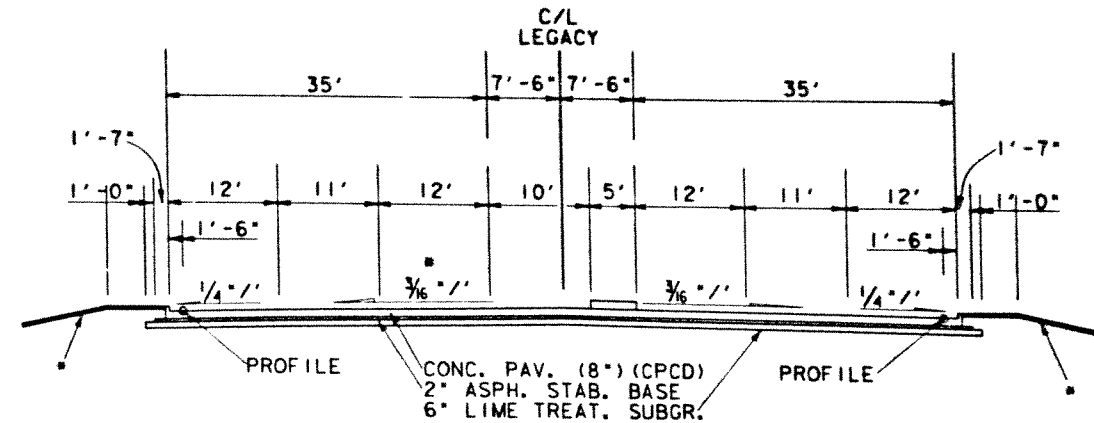 C/L
LEGACY
35' 7'-6" 7'-6" 35'
1'-7" 1'-7"
1'-0" 12' 11' 12' 10' 5' 12' 11' 12' 1'-0"
1'-6" 1'-6"
*
1/4"/' 3/16"/' 3/16"/' 1/4"/'
* PROFILE CONC. PAV. (8") (CPCD) PROFILE *
2" ASPH. STAB. BASE
6" LIME TREAT. SUBGR.